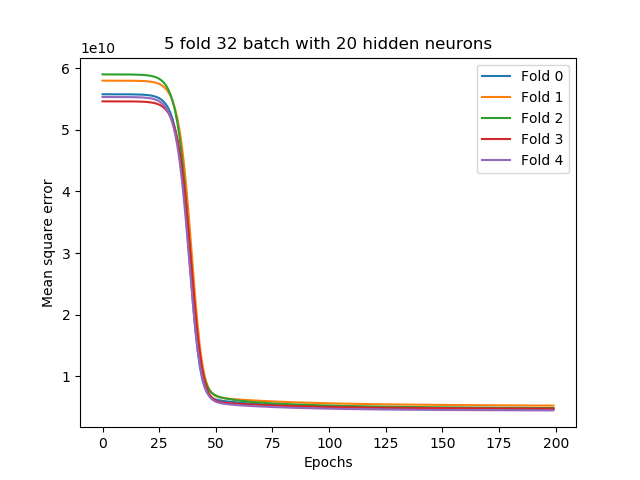 5 fold 32 batch with 20 hidden neurons
1e10
6
5
4
3
2
1
Mean square error
Fold 0
Fold 1
Fold 2
Fold 3
Fold 4
0 25 50 75 100 125 150 175 200
Epochs